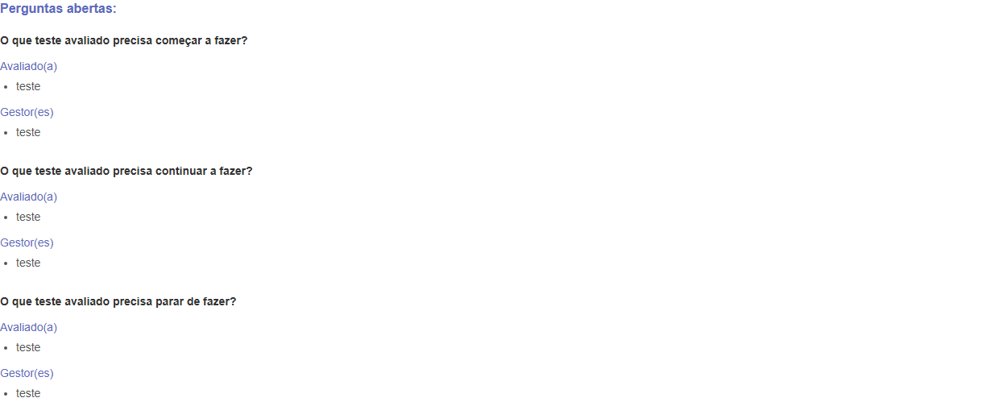 Perguntas abertas:
O que teste avaliado precisa começar a fazer?
Avaliado(a)
• teste
Gestor(es)
• teste
O que teste avaliado precisa continuar a fazer?
Avaliado(a)
• teste
Gestor(es)
• teste
O que teste avaliado precisa parar de fazer?
Avaliado(a)
• teste
Gestor(es)
• teste